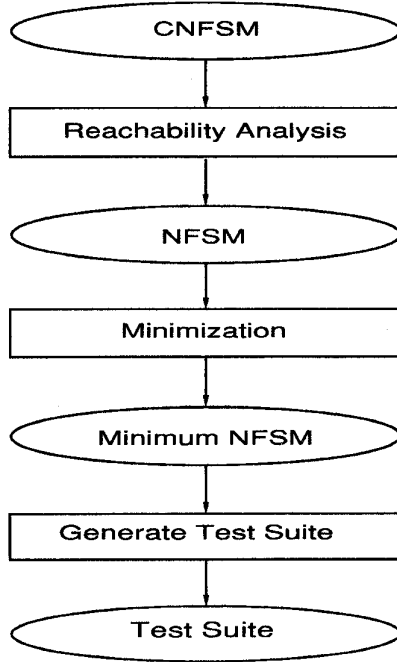 CNFSM
Reachability Analysis
NFSM
Minimization
Minimum NFSM
Generate Test Suite
Test Suite